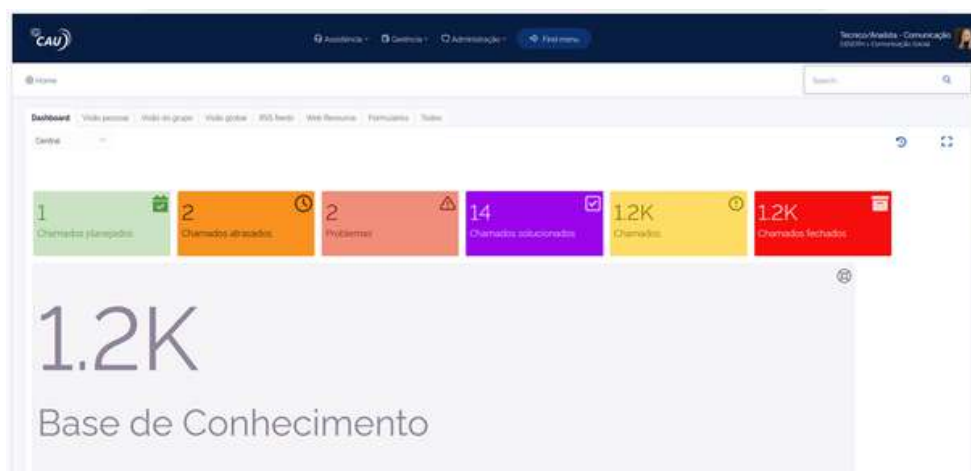 CAU
Assistência Gerência Administração Find menu
Técnico/Analista - Comunicação
Home
Search
Dashboard Visão pessoal Visão do grupo Visão global RSS feeds Web Resource Formulários Todos
Central
1
Chamados planejados
2
Chamados atrasados
2
Problemas
14
Chamados solucionados
1.2K
Chamados
1.2K
Chamados fechados
1.2K
Base de Conhecimento